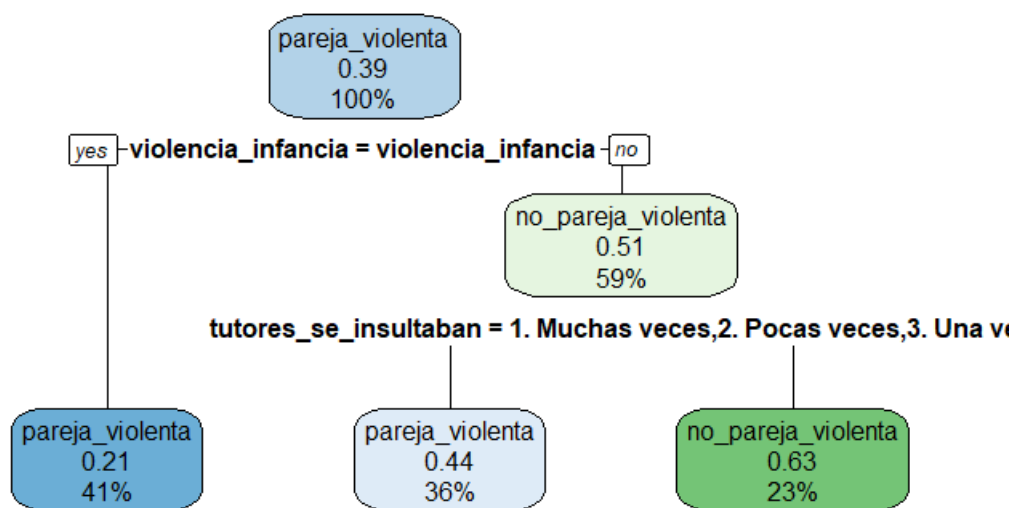 pareja_violenta
0.39
100%
yes violencia_infancia = violencia_infancia no
no_pareja_violenta
0.51
59%
tutores_se_insultaban = 1. Muchas veces,2. Pocas veces,3. Una
pareja_violenta
0.21
41%
pareja_violenta
0.44
36%
no_pareja_violenta
0.63
23%